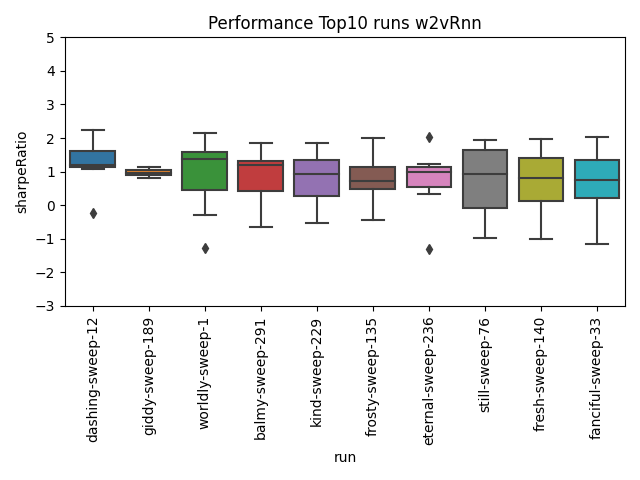 Performance Top10 runs w2vRnn
sharpeRatio
5
4
3
2
1
0
−1
−2
−3
dashing-sweep-12
giddy-sweep-189
worldly-sweep-1
balmy-sweep-291
kind-sweep-229
frosty-sweep-135
eternal-sweep-236
still-sweep-76
fresh-sweep-140
fanciful-sweep-33
run